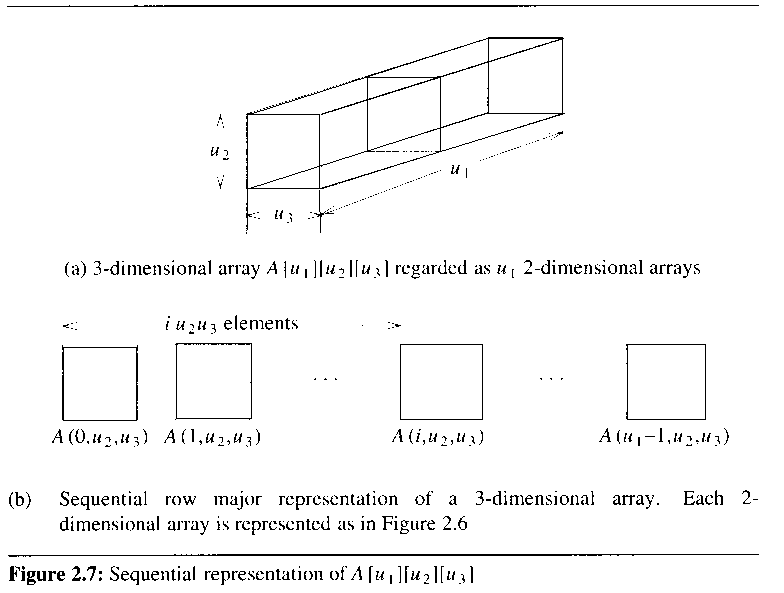 u₂
u₃
u₁
(a) 3-dimensional array A[u₁][u₂][u₃] regarded as u₁ 2-dimensional arrays
i u₂u₃ elements
. . . . . .
A(0,u₂,u₃) A(1,u₂,u₃) A(i,u₂,u₃) A(u₁−1,u₂,u₃)
(b) Sequential row major representation of a 3-dimensional array. Each 2-
dimensional array is represented as in Figure 2.6
Figure 2.7: Sequential representation of A[u₁][u₂][u₃]